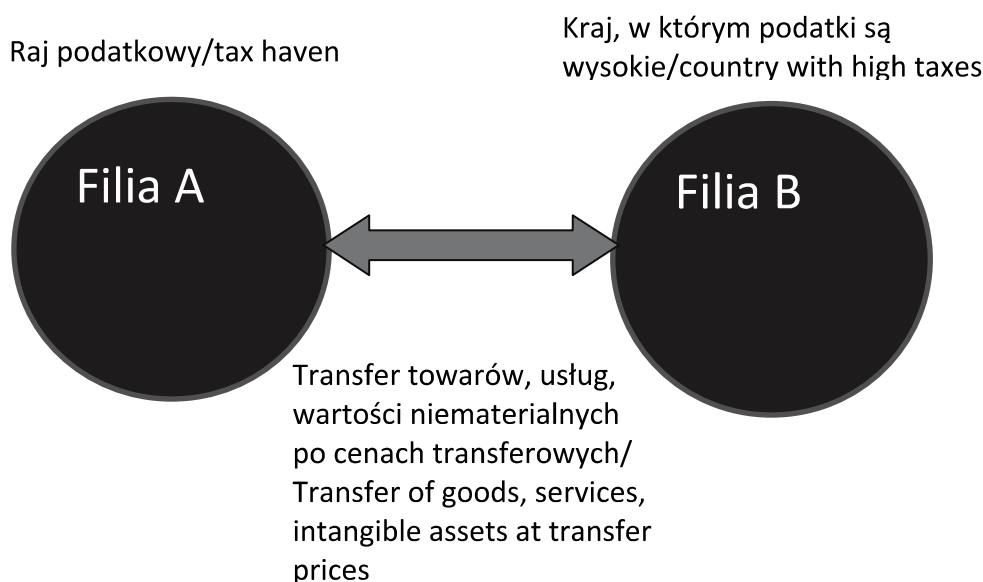 Raj podatkowy/tax haven
Kraj, w którym podatki są
wysokie/country with high taxes
Filia A
Filia B
Transfer towarów, usług,
wartości niematerialnych
po cenach transferowych/
Transfer of goods, services,
intangible assets at transfer
prices